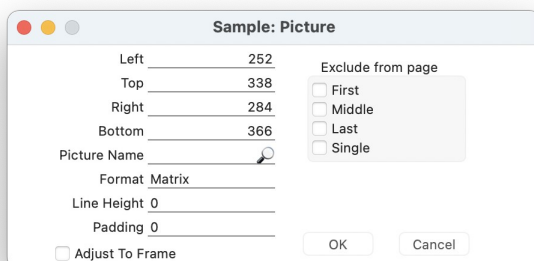 Sample: Picture
Left 252
Top 338
Right 284
Bottom 366
Picture Name
Format Matrix
Line Height 0
Padding 0
Adjust To Frame
Exclude from page
First
Middle
Last
Single
OK Cancel